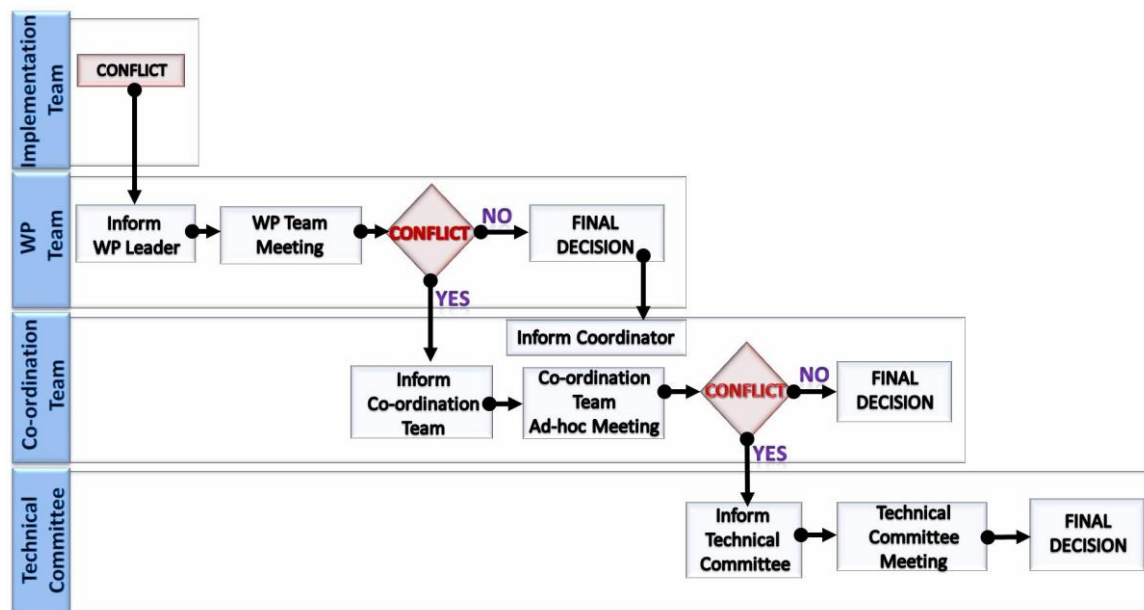 Implementation
Team
CONFLICT
WP
Team
Inform
WP Leader
WP Team
Meeting
CONFLICT
NO
YES
FINAL
DECISION
Co-ordination
Team
Inform Coordinator
Inform
Co-ordination
Team
Co-ordination
Team
Ad-hoc Meeting
CONFLICT
NO
YES
FINAL
DECISION
Technical
Committee
Inform
Technical
Committee
Technical
Committee
Meeting
FINAL
DECISION